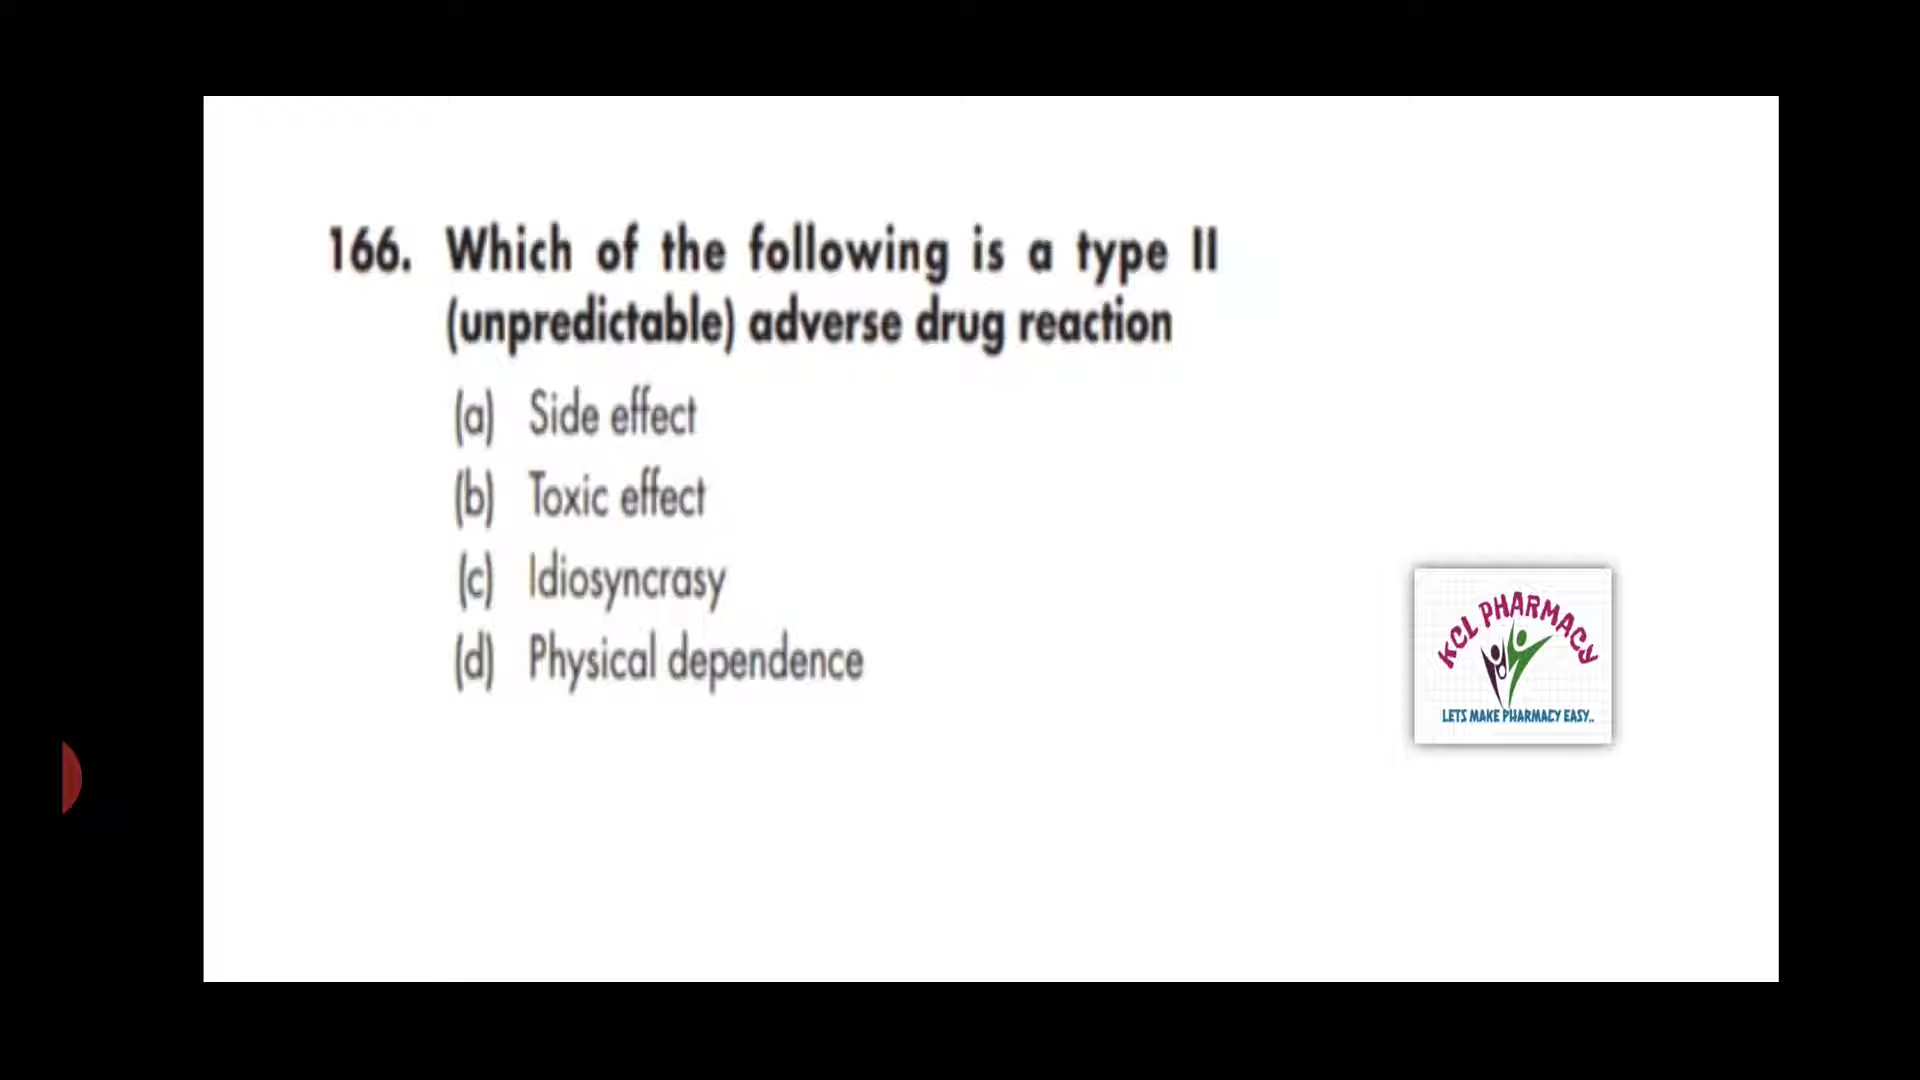 166. Which of the following is a type II
(unpredictable) adverse drug reaction
(a) Side effect
(b) Toxic effect
(c) Idiosyncrasy
(d) Physical dependence
KCL PHARMACY
LETS MAKE PHARMACY EASY..